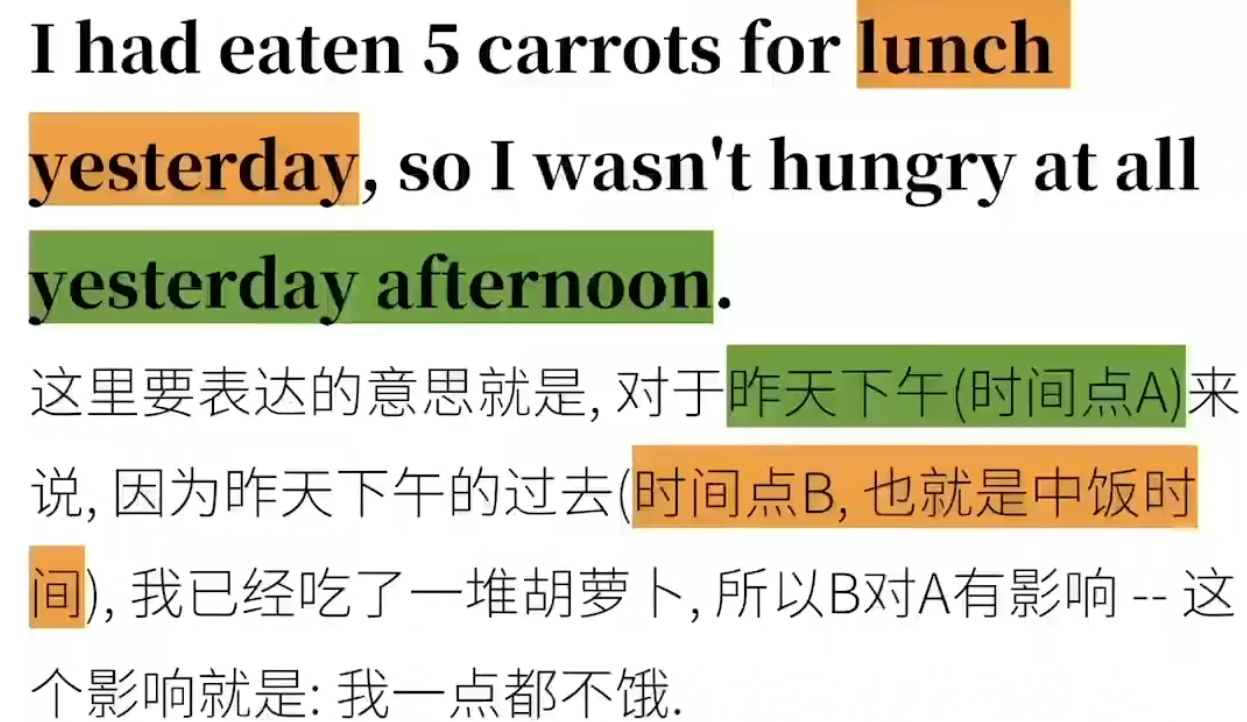 I had eaten 5 carrots for lunch
yesterday, so I wasn't hungry at all
yesterday afternoon.
这里要表达的意思就是, 对于昨天下午(时间点A)来
说, 因为昨天下午的过去(时间点B, 也就是中饭时
间), 我已经吃了一堆胡萝卜, 所以B对A有影响 -- 这
个影响就是: 我一点都不饿.